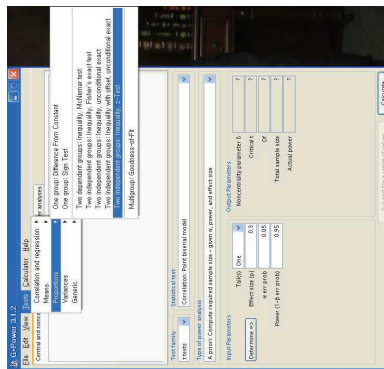 G*Power 3.1.2
File Edit View Tests Calculator Help
Central and nonce
er analyses
Correlation and regression
Means
Proportions
Variances
Generic
One group: Difference From Constant
One group: Sign Test
Two dependent groups: Inequality, McNemar test
Two independent groups: Inequality, Fisher's exact test
Two independent groups: Inequality, unconditional exact
Two independent groups: Inequality with offset, unconditional exact
Two independent groups: Inequality, z-Test
Multigroup: Goodness-of-Fit
Test family
Statistical test
t tests
Correlation: Point biserial model
Type of power analysis
A priori: Compute required sample size - given α, power, and effect size
Input Parameters
Output Parameters
Tail(s) One
Noncentrality parameter δ ?
Determine =>
Effect size |ρ| 0.3
Critical t ?
α err prob 0.05
Df ?
Power (1-β err prob) 0.95
Total sample size ?
Actual power ?
Calculate